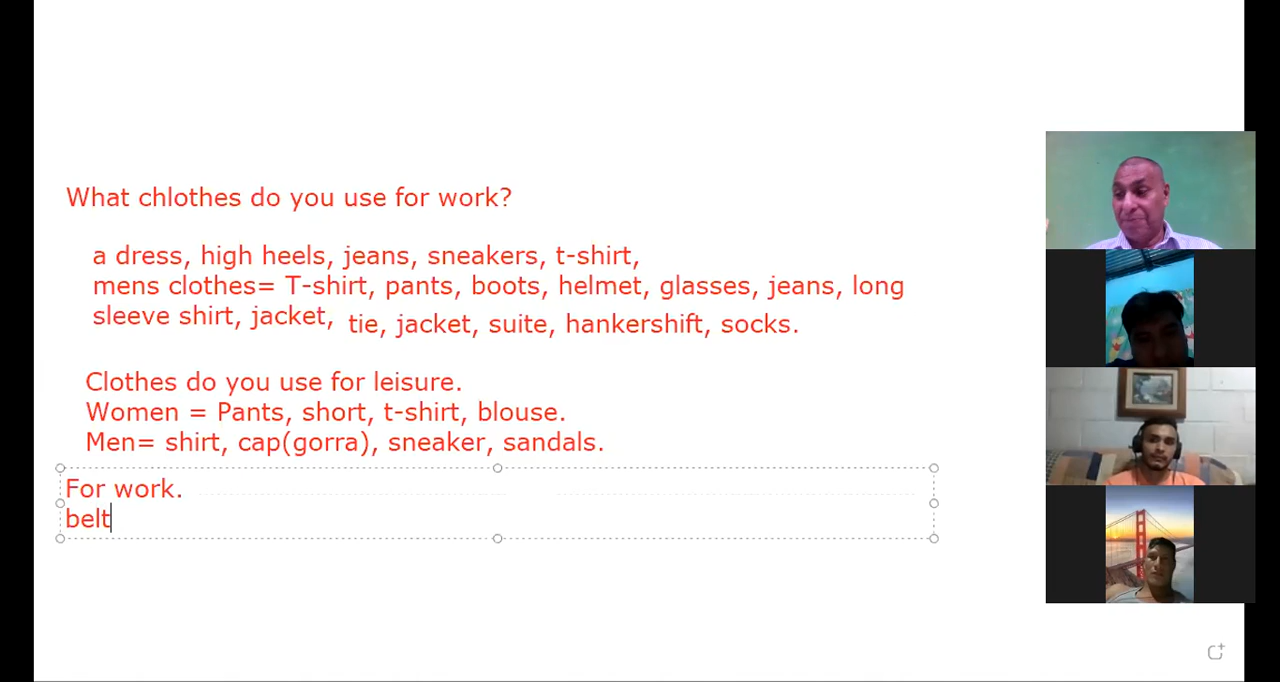 What chlothes do you use for work?
a dress, high heels, jeans, sneakers, t-shirt,
mens clothes= T-shirt, pants, boots, helmet, glasses, jeans, long
sleeve shirt, jacket, tie, jacket, suite, hankershift, socks.
Clothes do you use for leisure.
Women = Pants, short, t-shirt, blouse.
Men= shirt, cap(gorra), sneaker, sandals.
For work.
belt